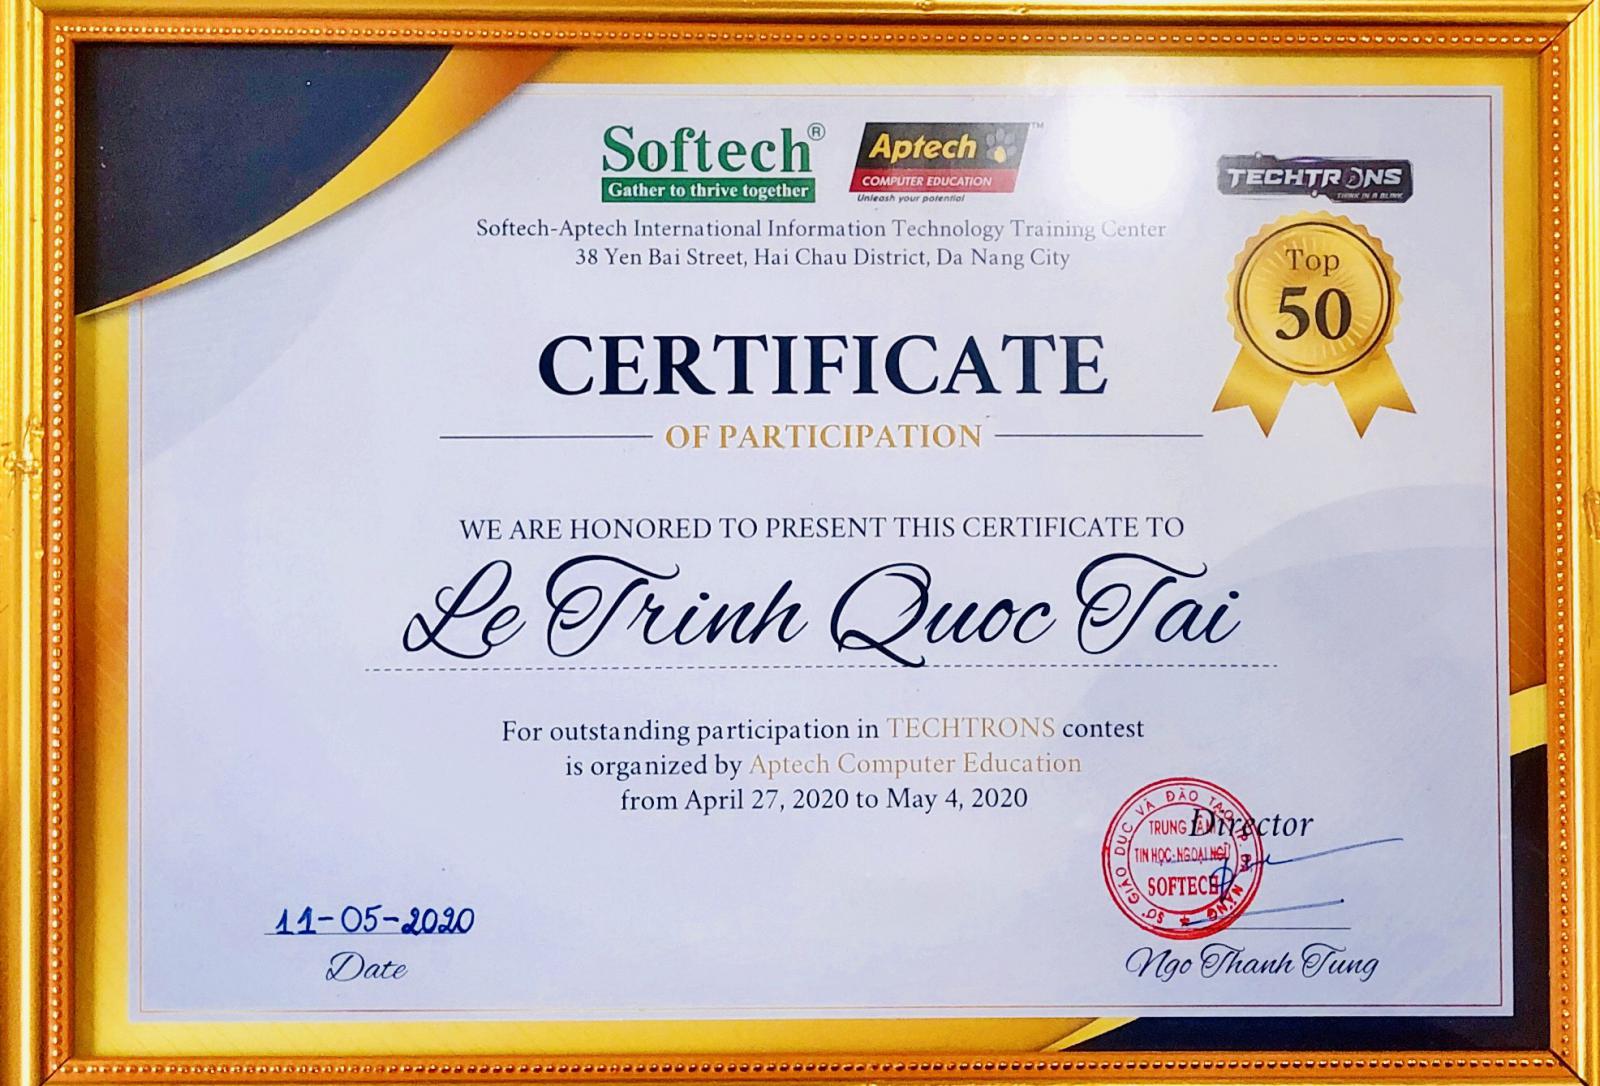 Softech®
Gather to thrive together
Aptech™
COMPUTER EDUCATION
Unleash your potential
TECHTRONS
THINK IN A BLINK
Softech-Aptech International Information Technology Training Center
38 Yen Bai Street, Hai Chau District, Da Nang City
Top
50
CERTIFICATE
OF PARTICIPATION
WE ARE HONORED TO PRESENT THIS CERTIFICATE TO
Le Trinh Quoc Tai
For outstanding participation in TECHTRONS contest
is organized by Aptech Computer Education
from April 27, 2020 to May 4, 2020
Director
SỞ GIÁO DỤC VÀ ĐÀO TẠO TP. ĐÀ NẴNG
TRUNG TÂM
TIN HỌC-NGOẠI NGỮ
SOFTECH
11-05-2020
Date
Ngo Thanh Tung